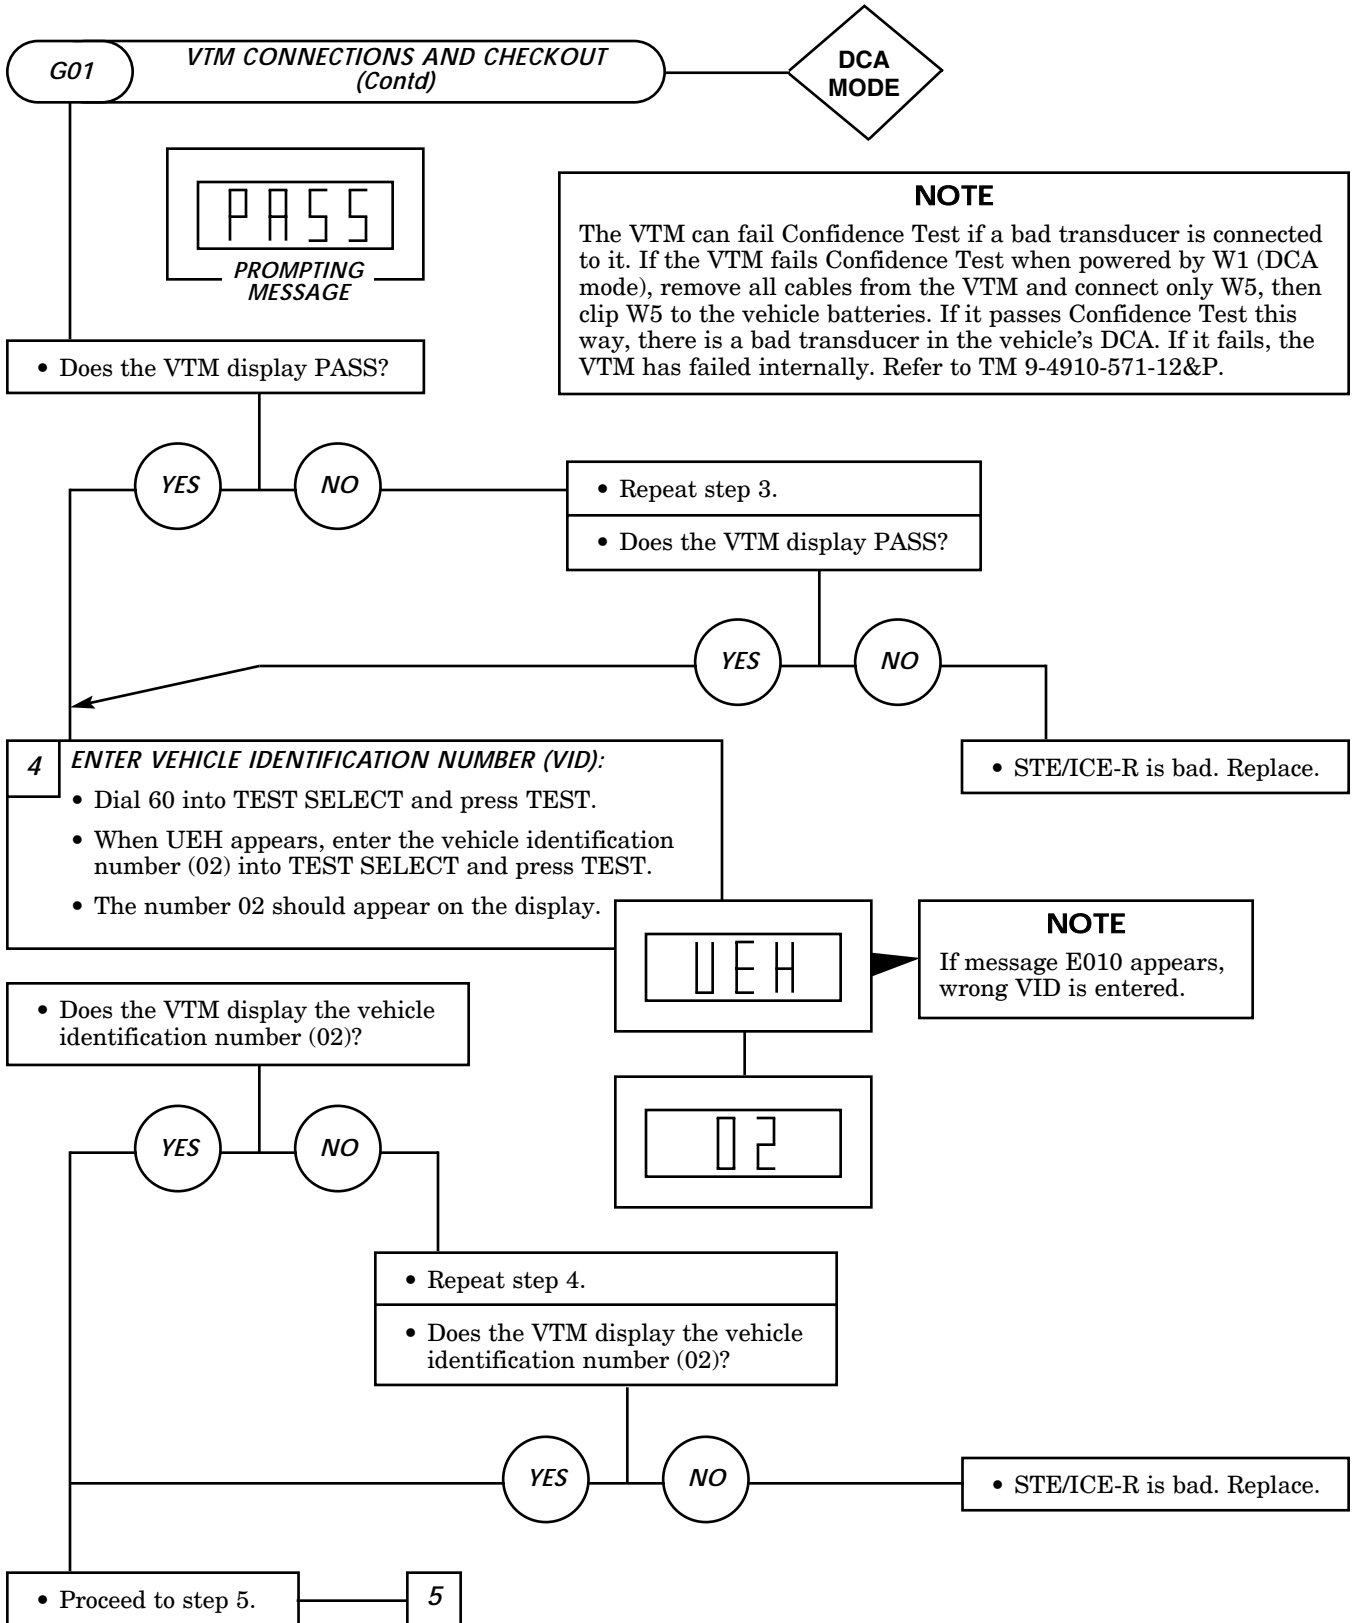 G01
VTM CONNECTIONS AND CHECKOUT
(Contd)
DCA
MODE
PASS
PROMPTING
MESSAGE
NOTE
The VTM can fail Confidence Test if a bad transducer is connected
to it. If the VTM fails Confidence Test when powered by W1 (DCA
mode), remove all cables from the VTM and connect only W5, then
clip W5 to the vehicle batteries. If it passes Confidence Test this
way, there is a bad transducer in the vehicle's DCA. If it fails, the
VTM has failed internally. Refer to TM 9-4910-571-12&P.
• Does the VTM display PASS?
YES
NO
• Repeat step 3.
• Does the VTM display PASS?
YES
NO
• STE/ICE-R is bad. Replace.
4
ENTER VEHICLE IDENTIFICATION NUMBER (VID):
• Dial 60 into TEST SELECT and press TEST.
• When UEH appears, enter the vehicle identification
number (02) into TEST SELECT and press TEST.
• The number 02 should appear on the display.
UEH
NOTE
If message E010 appears,
wrong VID is entered.
02
• Does the VTM display the vehicle
identification number (02)?
YES
NO
• Repeat step 4.
• Does the VTM display the vehicle
identification number (02)?
YES
NO
• STE/ICE-R is bad. Replace.
• Proceed to step 5.
5